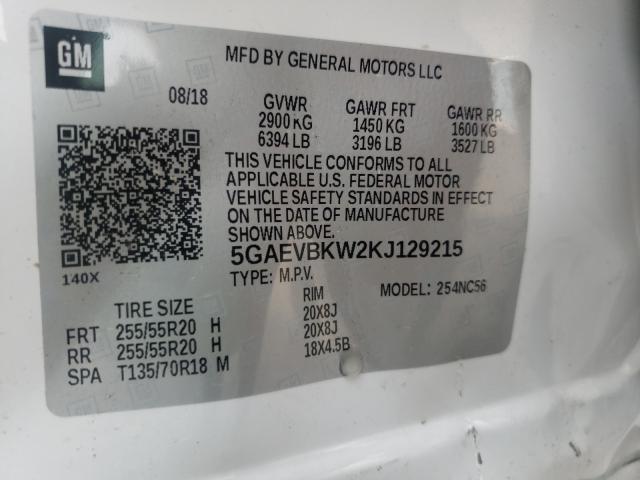 GM
MFD BY GENERAL MOTORS LLC
08/18
GVWR GAWR FRT GAWR RR
2900KG 1450 KG 1600 KG
6394 LB 3196 LB 3527 LB
THIS VEHICLE CONFORMS TO ALL
APPLICABLE U.S. FEDERAL MOTOR
VEHICLE SAFETY STANDARDS IN EFFECT
ON THE DATE OF MANUFACTURE
SHOWN ABOVE.
5GAEVBKW2KJ129215
140X
TYPE: M.P.V. MODEL: 254NC56
TIRE SIZE RIM
FRT 255/55R20 H 20X8J
RR 255/55R20 H 20X8J
SPA T135/70R18 M 18X4.5B